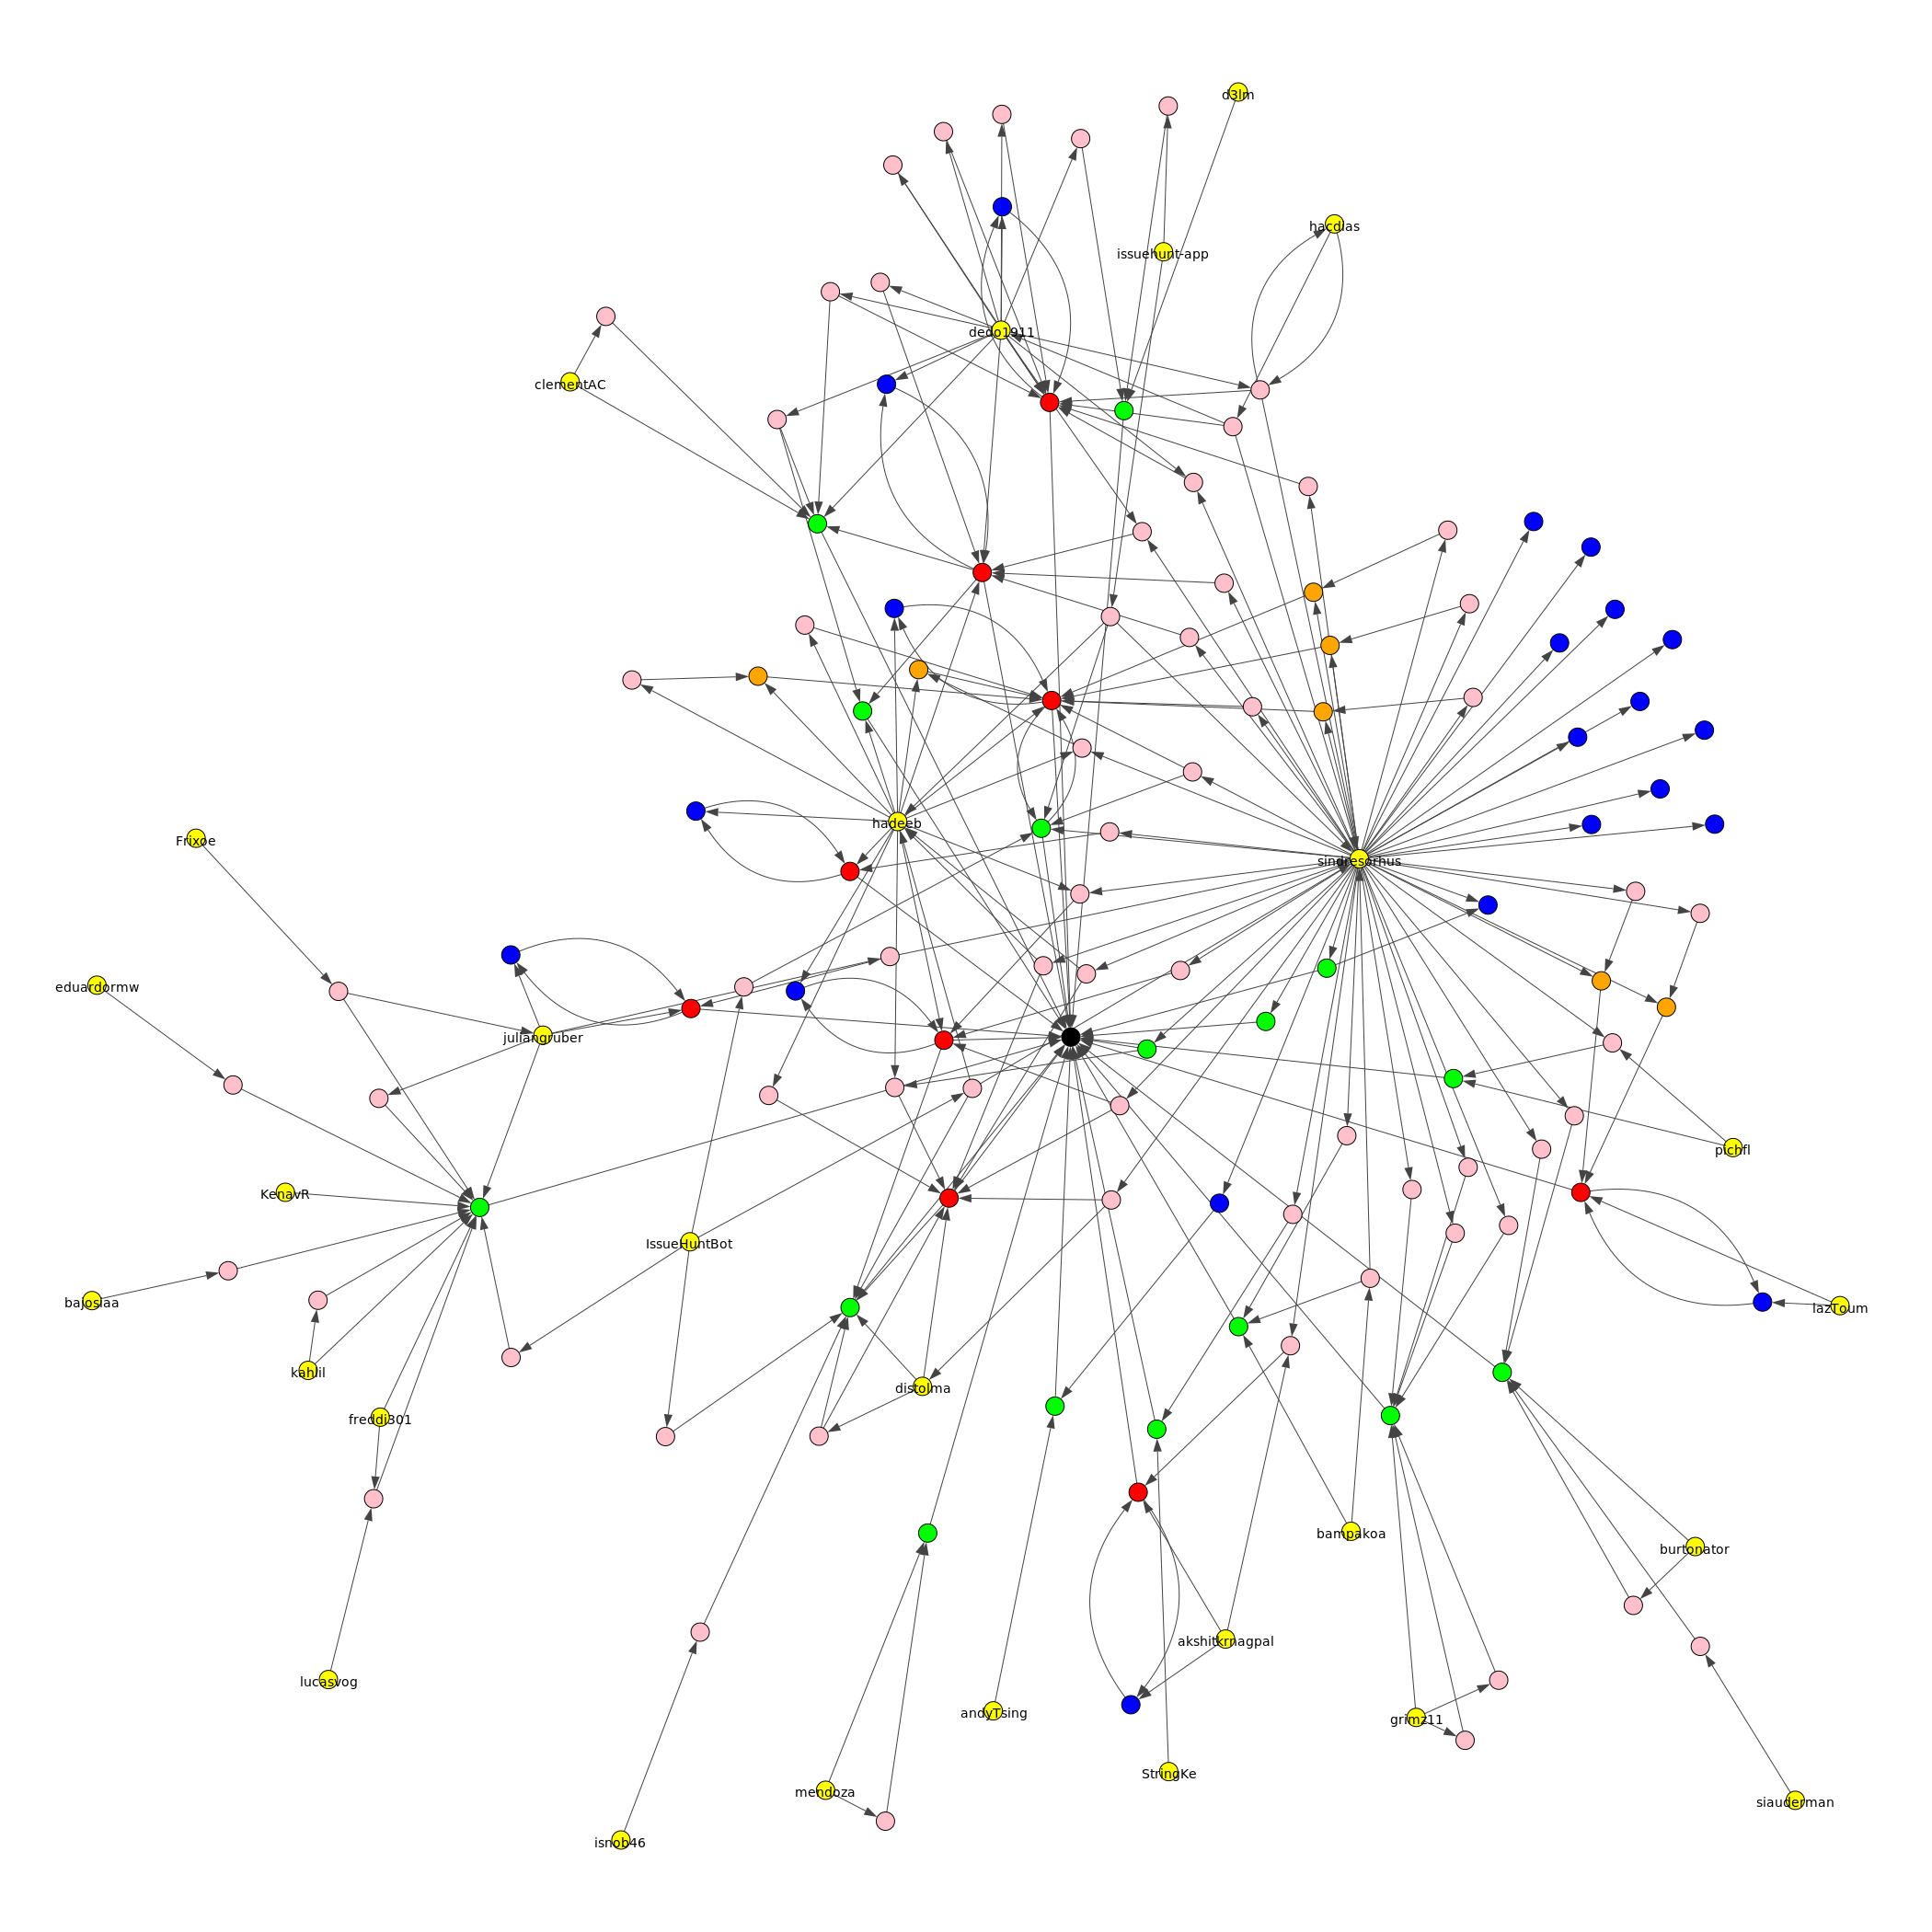 d3lm
hacdias
issuehunt-app
dedo1911
clementAC
hadeeb
Frixoe
sindresorhus
eduardormw
juliangruber
pichfl
KenavR
IssueHuntBot
bajosiaa
lazToum
kahlil
distolma
freddi301
bampakoa
burtonator
akshitkrnagpal
lucasvog
andyTsing
grimz11
StringKe
mendoza
siauderman
isnob46